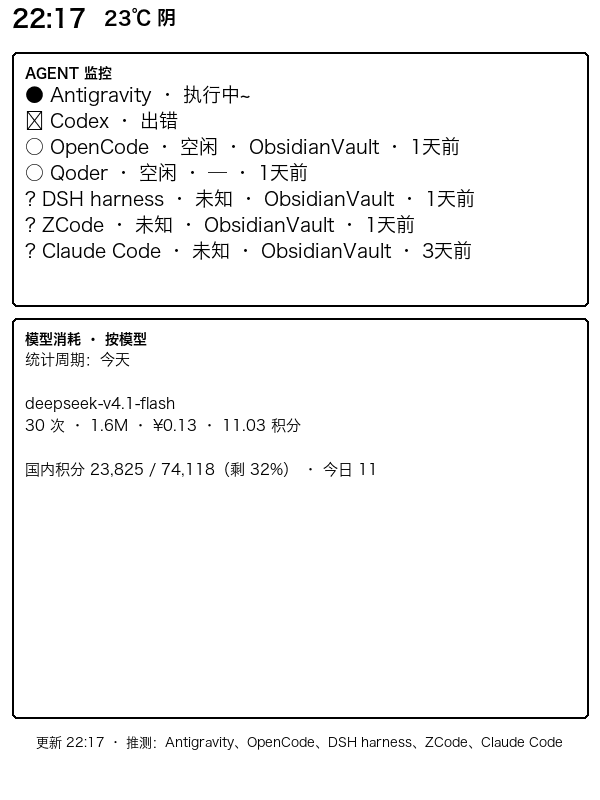 22:17 23℃ 阴
AGENT 监控
● Antigravity · 执行中~
☒ Codex · 出错
○ OpenCode · 空闲 · ObsidianVault · 1天前
○ Qoder · 空闲 · — · 1天前
? DSH harness · 未知 · ObsidianVault · 1天前
? ZCode · 未知 · ObsidianVault · 1天前
? Claude Code · 未知 · ObsidianVault · 3天前
模型消耗 · 按模型
统计周期：今天
deepseek-v4.1-flash
30 次 · 1.6M · ¥0.13 · 11.03 积分
国内积分 23,825 / 74,118（剩 32%） · 今日 11
更新 22:17 · 推测：Antigravity、OpenCode、DSH harness、ZCode、Claude Code